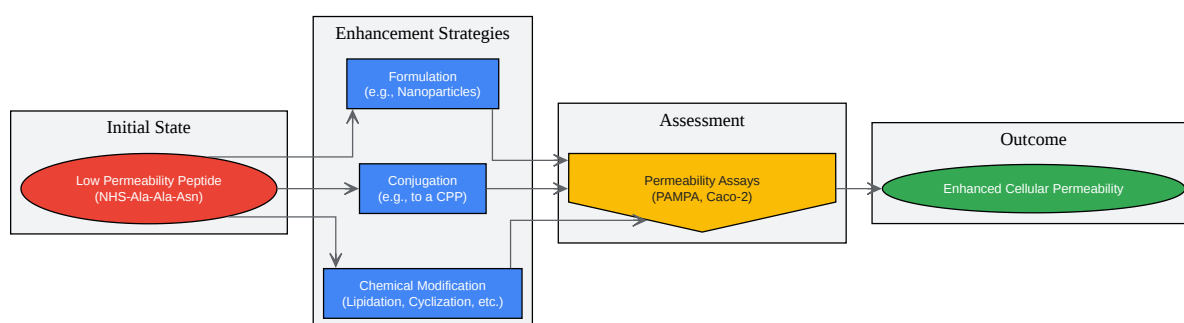 Initial State
Low Permeability Peptide
(NHS-Ala-Ala-Asn)
Enhancement Strategies
Formulation
(e.g., Nanoparticles)
Conjugation
(e.g., to a CPP)
Chemical Modification
(Lipidation, Cyclization, etc.)
Assessment
Permeability Assays
(PAMPA, Caco-2)
Outcome
Enhanced Cellular Permeability